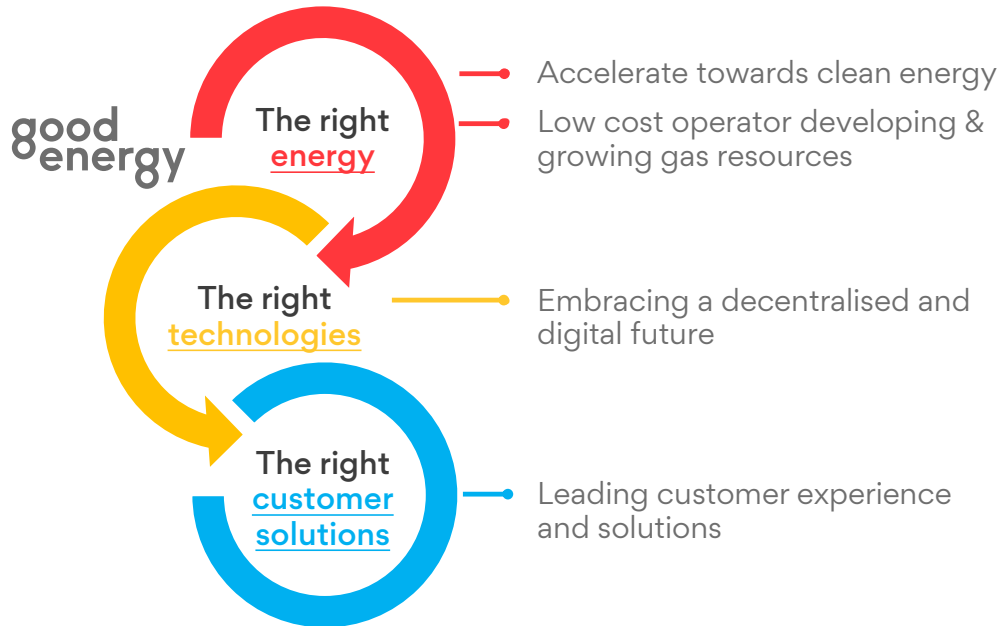 good
energy
The right
energy
Accelerate towards clean energy
Low cost operator developing &
growing gas resources
The right
technologies
Embracing a decentralised and
digital future
The right
customer
solutions
Leading customer experience
and solutions